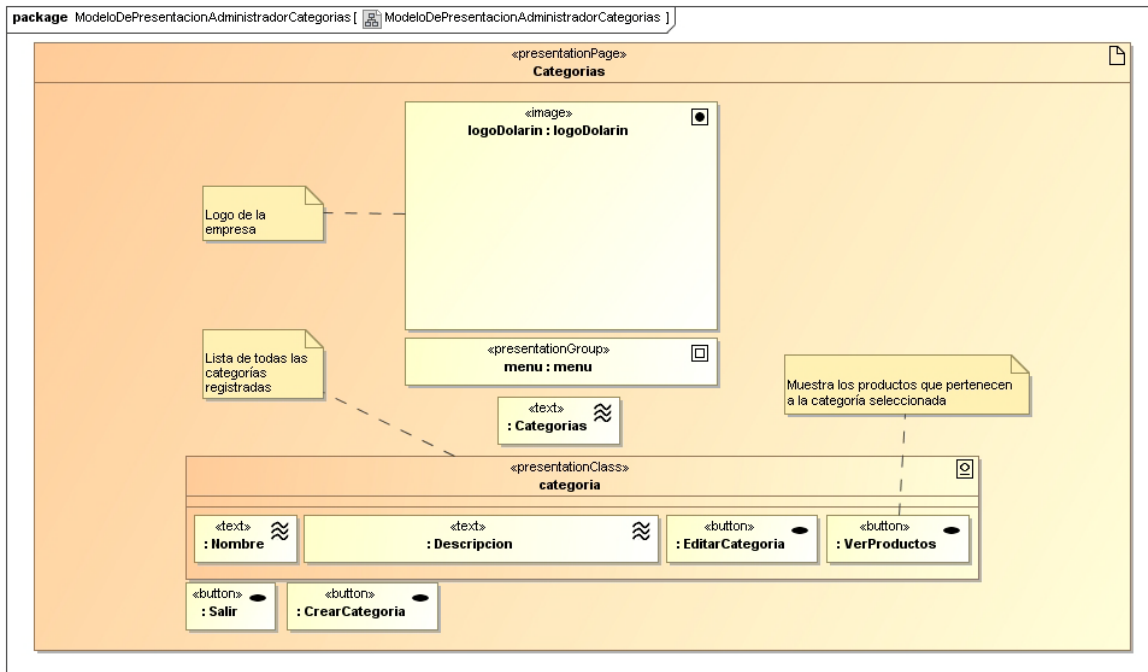 package ModeloDePresentacionAdministradorCategorias [ ModeloDePresentacionAdministradorCategorias ]
«presentationPage»
Categorias
«image»
logoDolarin : logoDolarin
Logo de la
empresa
«presentationGroup»
menu : menu
Lista de todas las
categorías
registradas
Muestra los productos que pertenecen
a la categoría seleccionada
«text»
: Categorias
«presentationClass»
categoria
«text»
: Nombre
«text»
: Descripcion
«button»
: EditarCategoria
«button»
: VerProductos
«button»
: Salir
«button»
: CrearCategoria